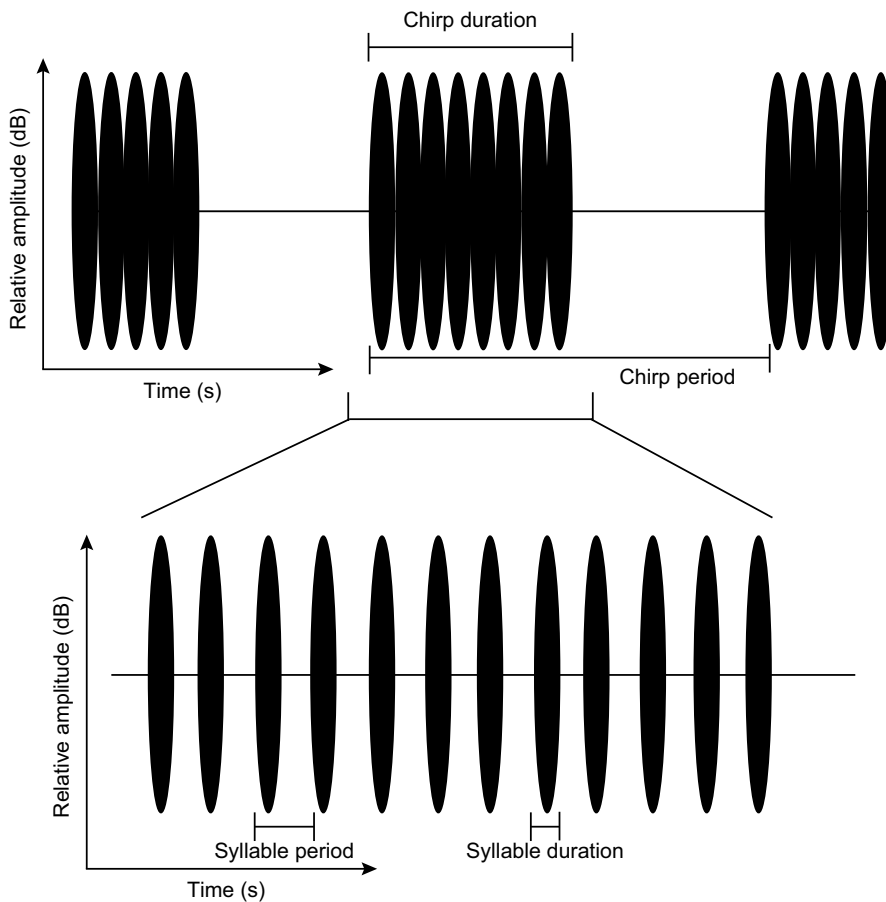 Chirp duration
Relative amplitude (dB)
Time (s)
Chirp period
Relative amplitude (dB)
Syllable period
Syllable duration
Time (s)